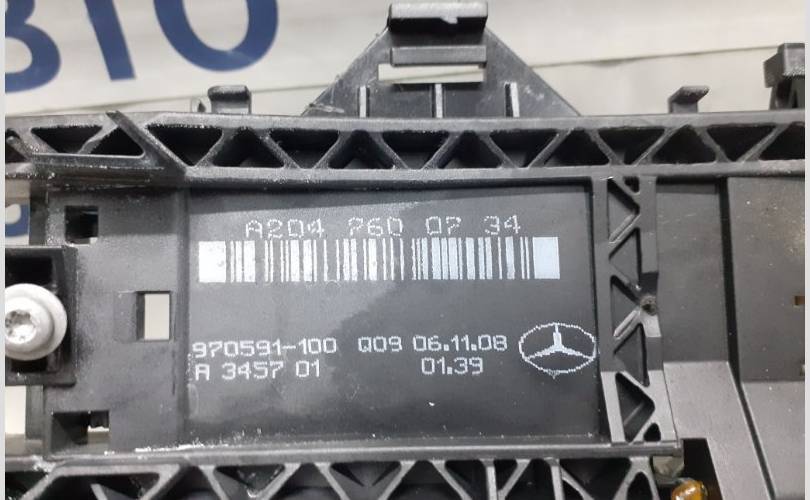 A204 760 07 34
970591-100 Q09 06.11.08
A 3457 01 01.39